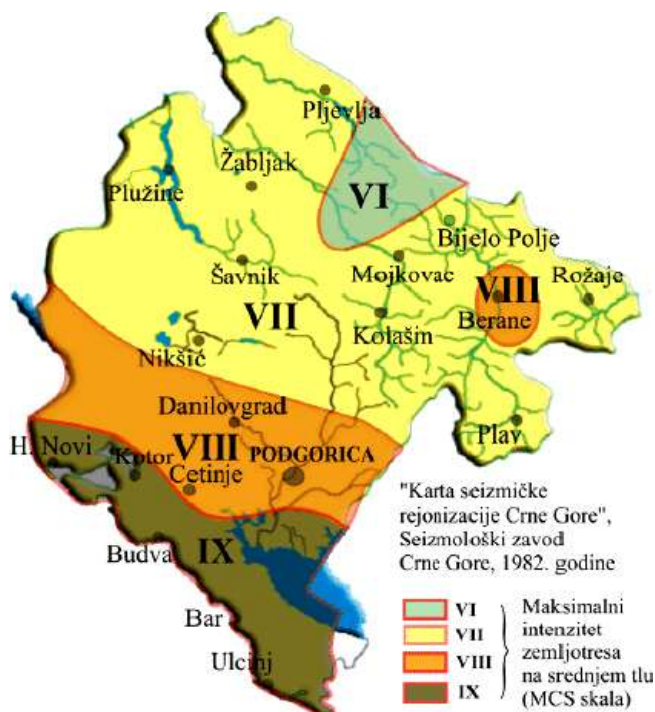 Pljevlja
Žabljak
VI
Plužine
Bijelo Polje
Šavnik
Mojkovac
Rožaje
VIII
VII
Berane
Kolašin
Nikšić
Danilovgrad
Plav
H. Novi
VIII
PODGORICA
Kotor
Cetinje
"Karta seizmičke
rejonizacije Crne Gore",
Seizmološki zavod
Crne Gore, 1982. godine
Budva
IX
Bar
Ulcinj
VI
VII
VIII
IX
Maksimalni
intenzitet
zemljotresa
na srednjem tlu
(MCS skala)